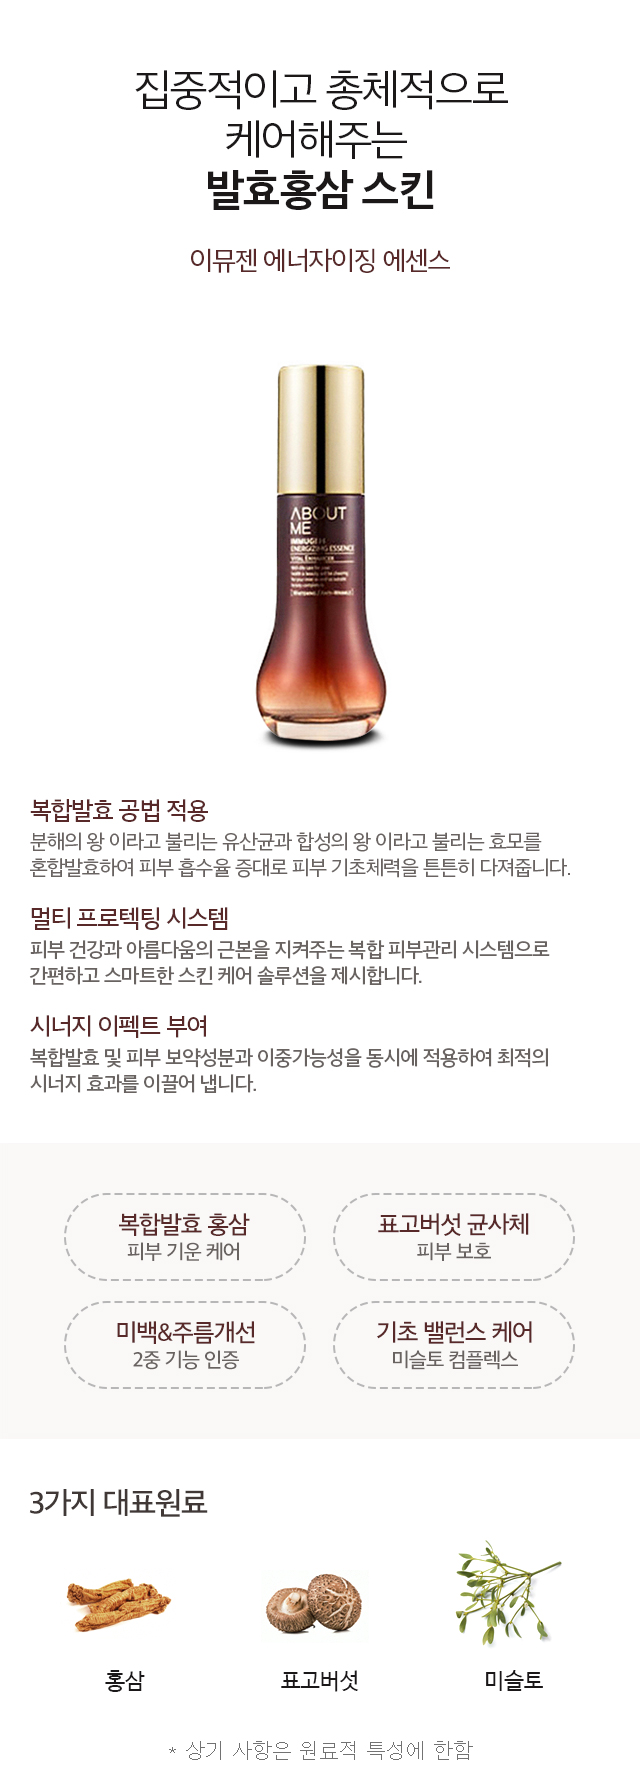 집중적이고 총체적으로
케어해주는
발효홍삼 스킨
이뮤젠 에너자이징 에센스
ABOUT
ME
IMMUGEN
ENERGIZING ESSENCE
VITAL ENHANCER
[ WHITENING / ANTI-WRINKLE ]
복합발효 공법 적용
분해의 왕 이라고 불리는 유산균과 합성의 왕 이라고 불리는 효모를
혼합발효하여 피부 흡수율 증대로 피부 기초체력을 튼튼히 다져줍니다.
멀티 프로텍팅 시스템
피부 건강과 아름다움의 근본을 지켜주는 복합 피부관리 시스템으로
간편하고 스마트한 스킨 케어 솔루션을 제시합니다.
시너지 이펙트 부여
복합발효 및 피부 보약성분과 이중가능성을 동시에 적용하여 최적의
시너지 효과를 이끌어 냅니다.
복합발효 홍삼
피부 기운 케어
표고버섯 균사체
피부 보호
미백&주름개선
2중 기능 인증
기초 밸런스 케어
미슬토 컴플렉스
3가지 대표원료
홍삼
표고버섯
미슬토
* 상기 사항은 원료적 특성에 한함